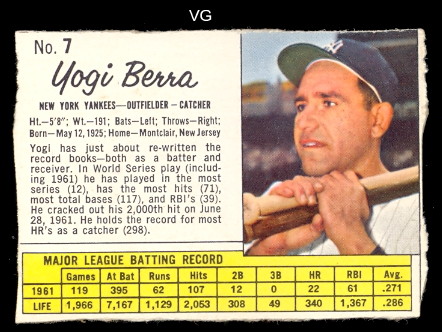 VG
No. 7
Yogi Berra
NEW YORK YANKEES—OUTFIELDER – CATCHER
Ht.—5'8"; Wt.—191; Bats—Left; Throws—Right;
Born—May 12, 1925; Home—Montclair, New Jersey
Yogi has just about re-written the
record books—both as a batter and
receiver. In World Series play (includ-
ing 1961) he has played in the most
series (12), has the most hits (71),
most total bases (117), and RBI's (39).
He cracked out his 2,000th hit on June
28, 1961. He holds the record for most
HR's as a catcher (298).
MAJOR LEAGUE BATTING RECORD
Games At Bat Runs Hits 2B 3B HR RBI Avg.
1961 119 395 62 107 12 0 22 61 .271
LIFE 1,966 7,167 1,129 2,053 308 49 340 1,367 .286